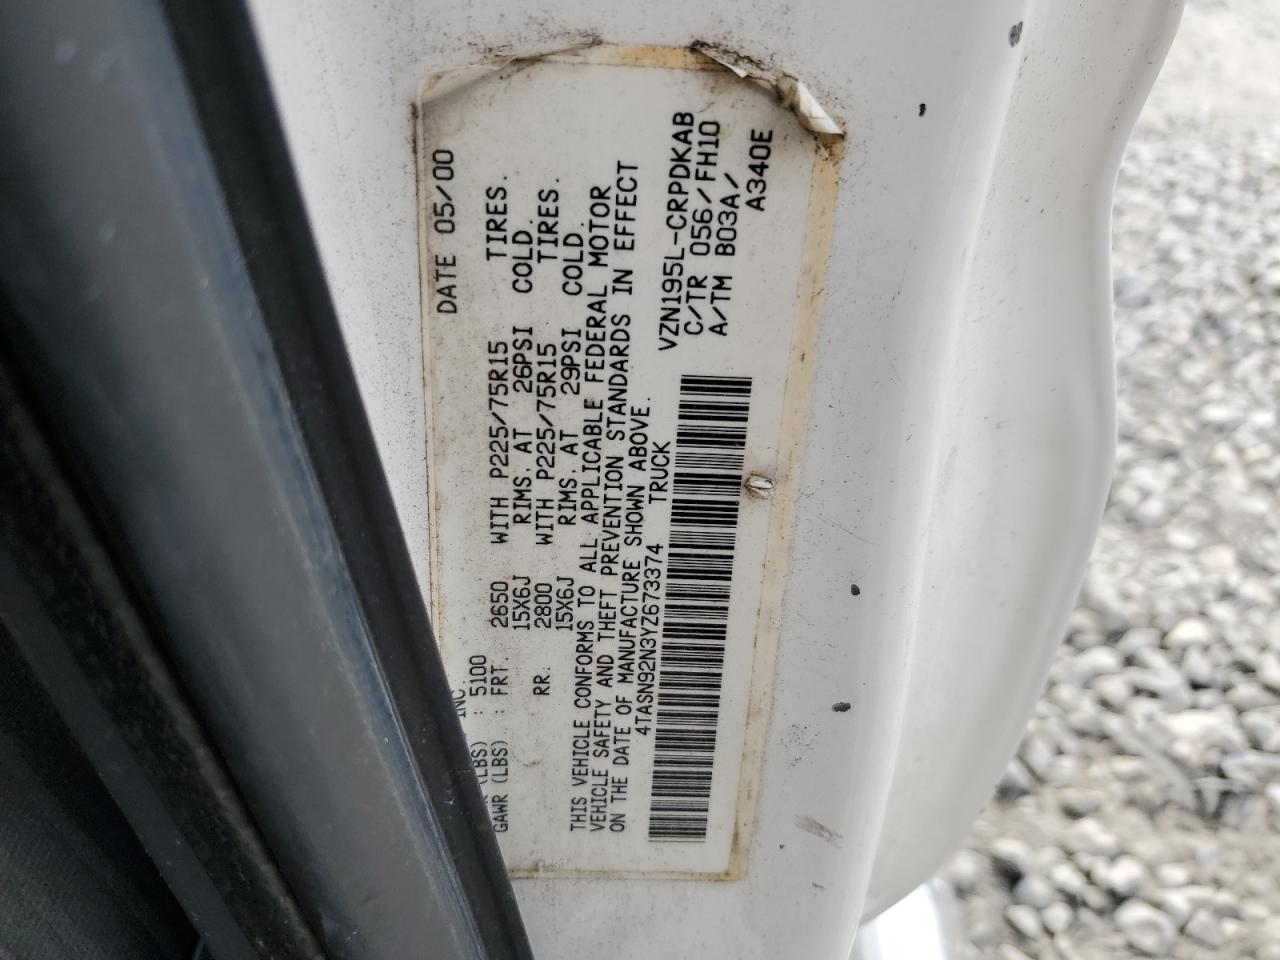 DATE 05/00
INC.
(LBS) : 5100
GAWR (LBS) : FRT. 2650 WITH P225/75R15 TIRES.
15X6J RIMS. AT 26PSI COLD.
RR. 2800 WITH P225/75R15 TIRES.
15X6J RIMS. AT 29PSI COLD.
THIS VEHICLE CONFORMS TO ALL APPLICABLE FEDERAL MOTOR
VEHICLE SAFETY AND THEFT PREVENTION STANDARDS IN EFFECT
ON THE DATE OF MANUFACTURE SHOWN ABOVE.
4TASN92N3YZ673374 TRUCK
VZN195L-CRPDKAB
C/TR 056/FH10
A/TM B03A/
A340E